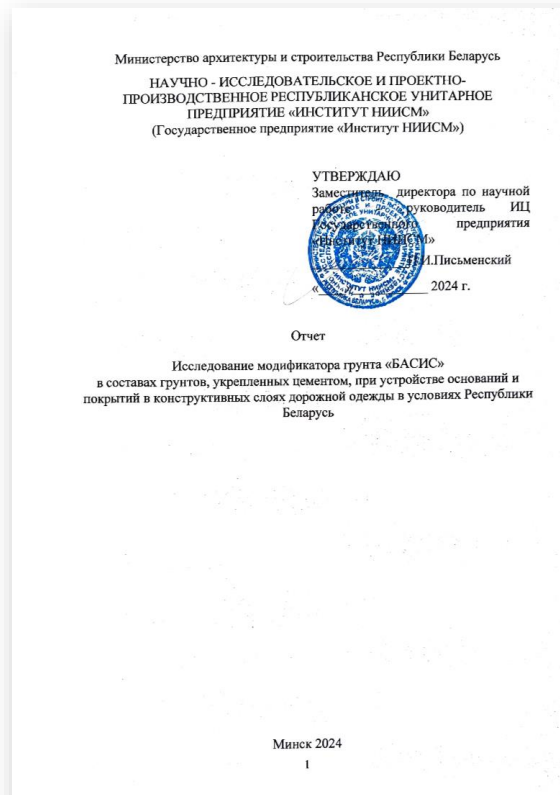 Министерство архитектуры и строительства Республики Беларусь
НАУЧНО - ИССЛЕДОВАТЕЛЬСКОЕ И ПРОЕКТНО-
ПРОИЗВОДСТВЕННОЕ РЕСПУБЛИКАНСКОЕ УНИТАРНОЕ
ПРЕДПРИЯТИЕ «ИНСТИТУТ НИИСМ»
(Государственное предприятие «Институт НИИСМ»)
УТВЕРЖДАЮ
Заместитель директора по научной
работе руководитель ИЦ
Государственного предприятия
«Институт НИИСМ»
И.Письменский
«____________________ 2024 г.
Отчет
Исследование модификатора грунта «БАСИС»
в составах грунтов, укрепленных цементом, при устройстве оснований и
покрытий в конструктивных слоях дорожной одежды в условиях Республики
Беларусь
Минск 2024
1